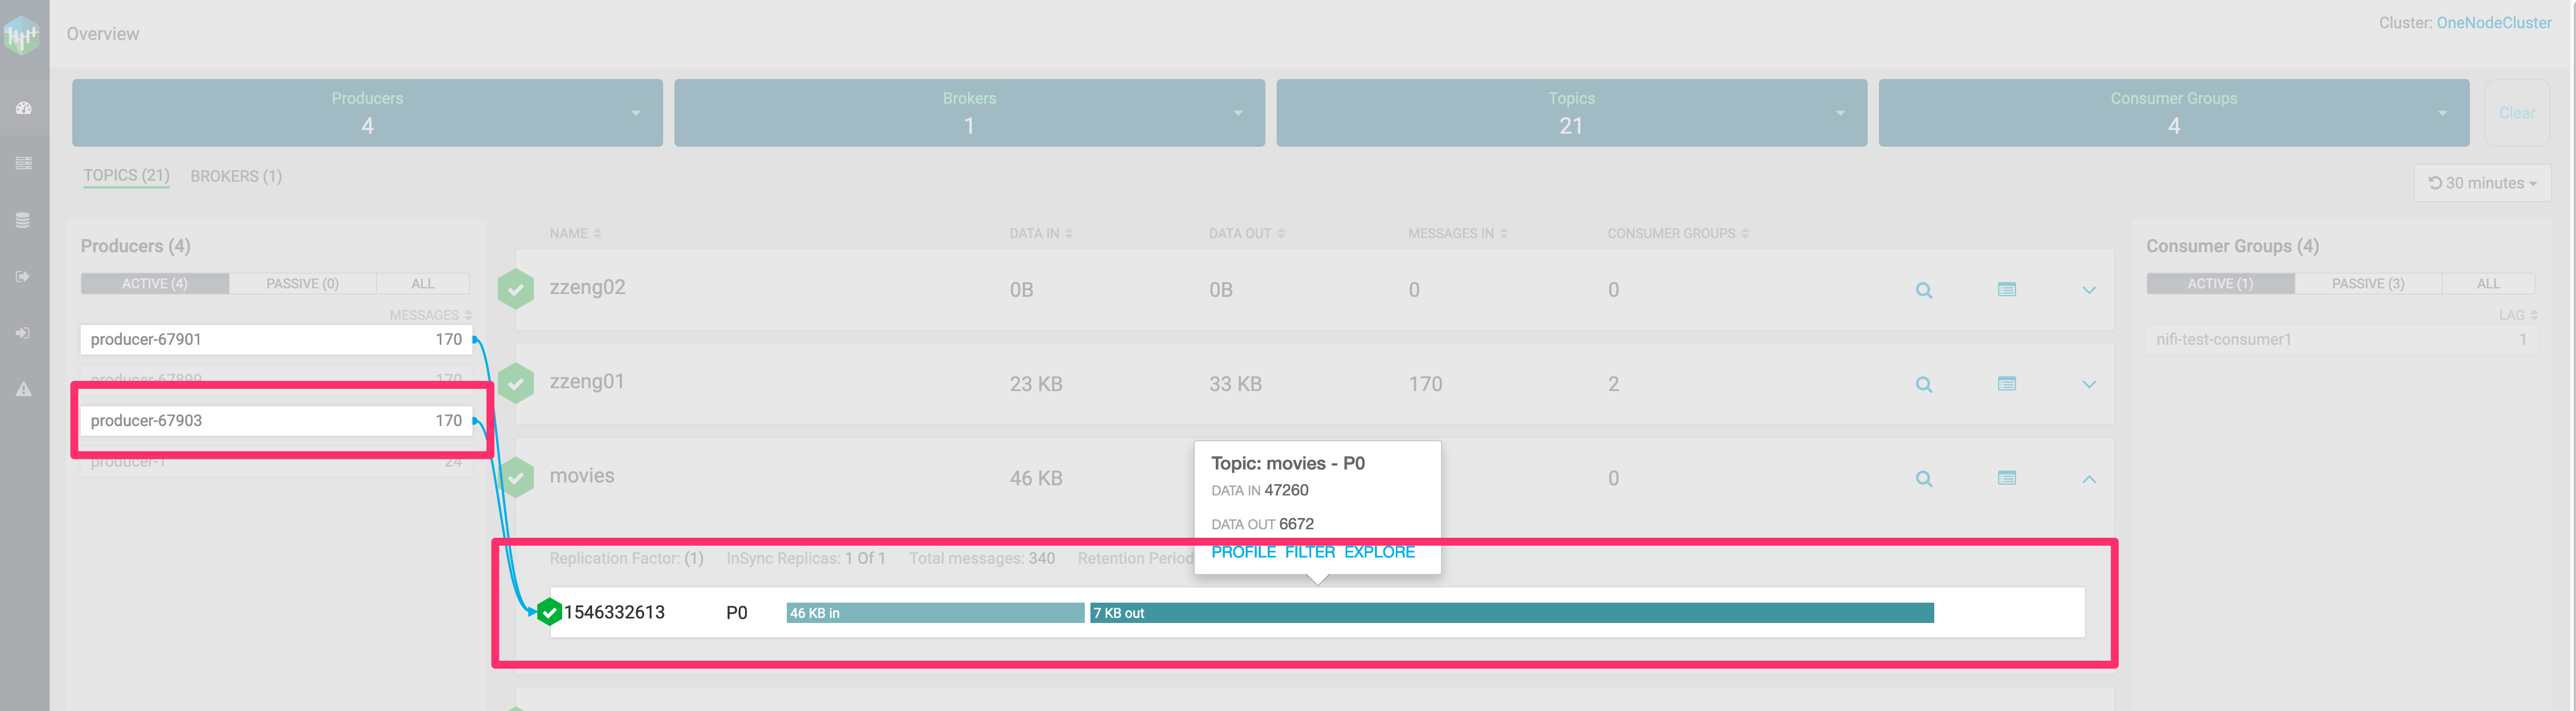 Overview
Cluster: OneNodeCluster
Producers
4
Brokers
1
Topics
21
Consumer Groups
4
Clear
TOPICS (21) BROKERS (1)
30 minutes
Producers (4)
ACTIVE (4) PASSIVE (0) ALL
MESSAGES
producer-67901 170
producer-67899 170
producer-67903 170
producer-1 24
NAME DATA IN DATA OUT MESSAGES IN CONSUMER GROUPS
zzeng02 0B 0B 0 0
zzeng01 23 KB 33 KB 170 2
movies 46 KB 0
Topic: movies - P0
DATA IN 47260
DATA OUT 6672
PROFILE FILTER EXPLORE
Replication Factor: (1) InSync Replicas: 1 Of 1 Total messages: 340 Retention Period
1546332613 P0 46 KB in 7 KB out
Consumer Groups (4)
ACTIVE (1) PASSIVE (3) ALL
LAG
nifi-test-consumer1 1